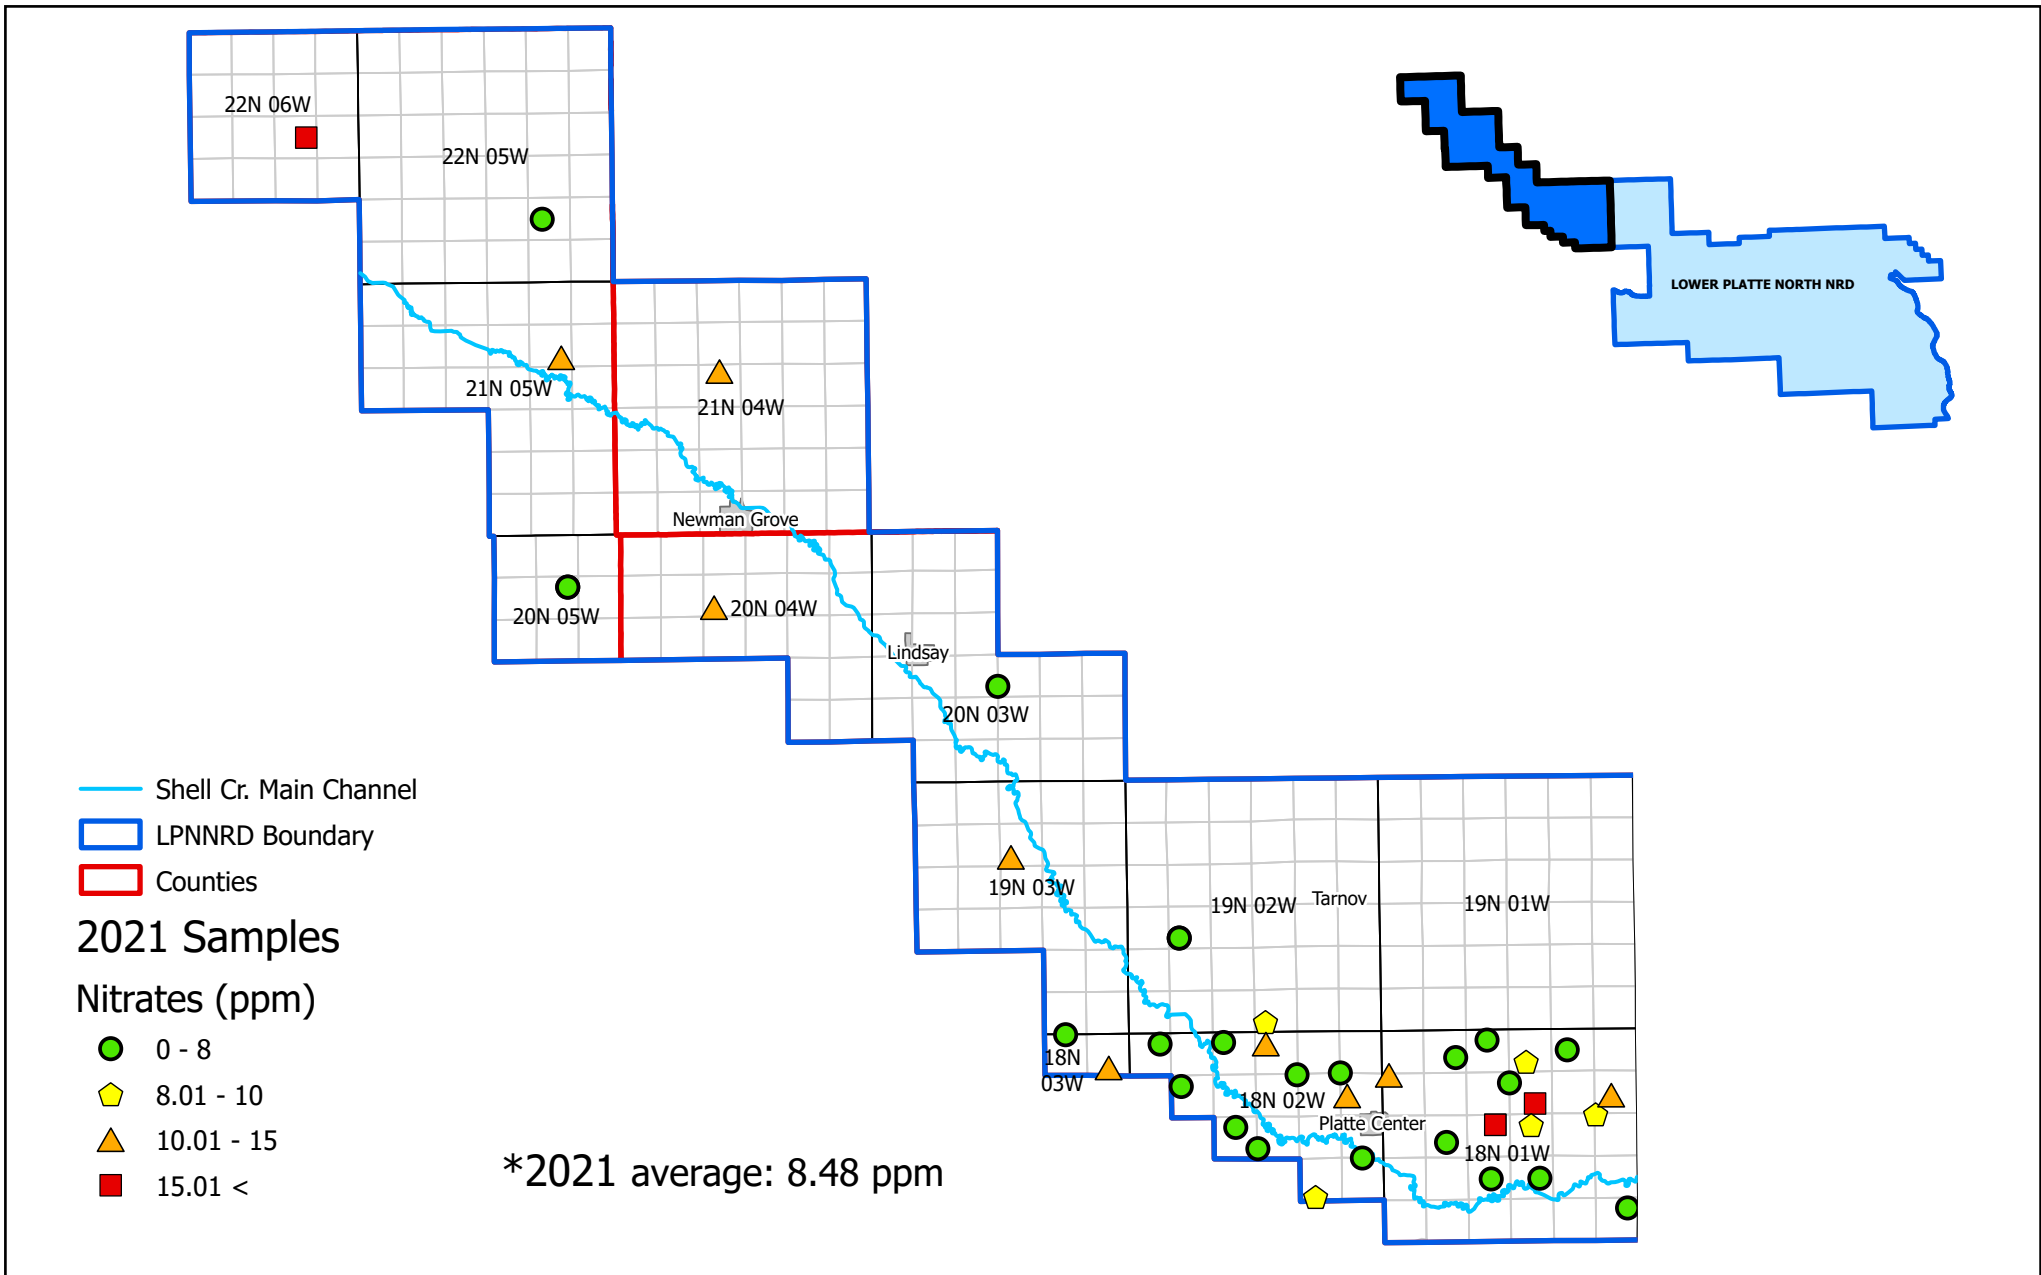 22N 06W
22N 05W
LOWER PLATTE NORTH NRD
21N 05W
21N 04W
Newman Grove
20N 05W
20N 04W
Lindsay
20N 03W
Shell Cr. Main Channel
LPNNRD Boundary
Counties
2021 Samples
Nitrates (ppm)
0 - 8
8.01 - 10
10.01 - 15
15.01 <
19N 03W
19N 02W
Tarnov
19N 01W
18N
03W
18N 02W
Platte Center
18N 01W
*2021 average: 8.48 ppm